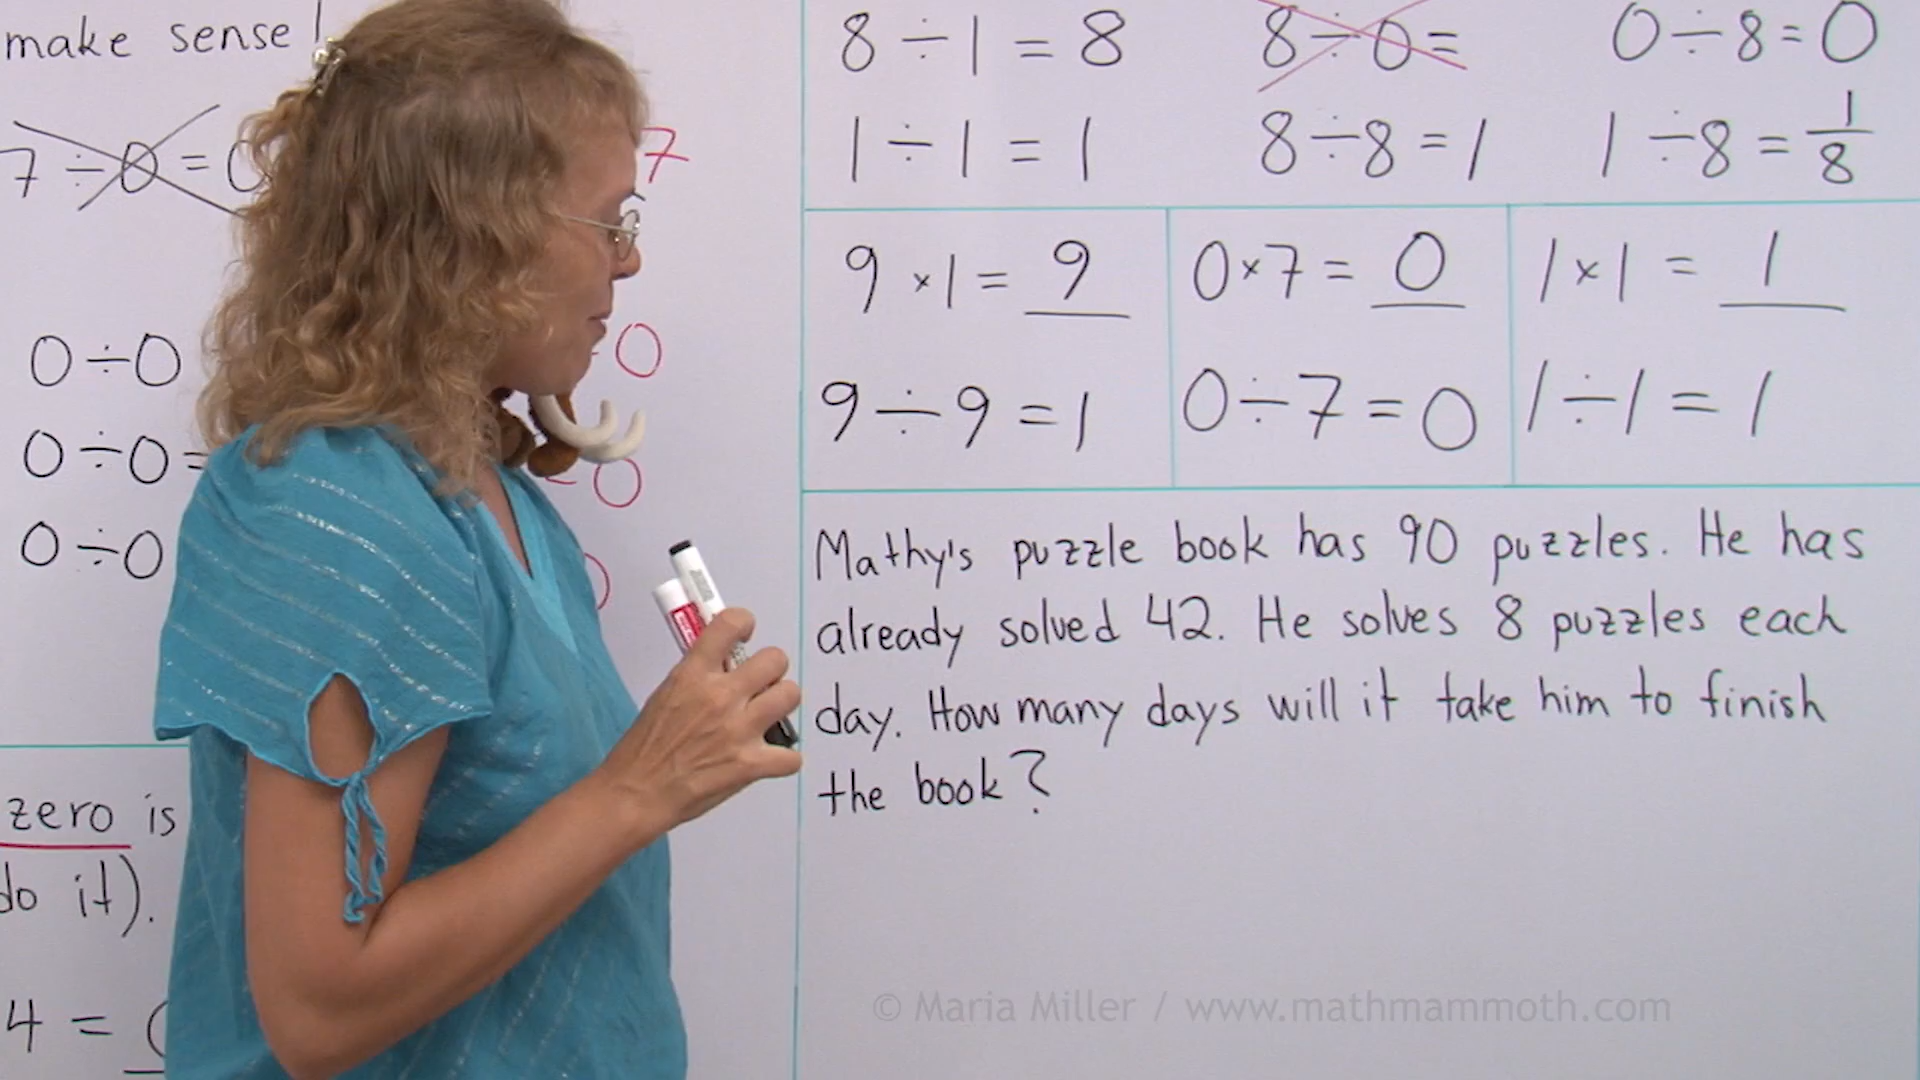 make sense!
7 ÷ 0 = 0
7
0 ÷ 0
0
0 ÷ 0 =
0
0 ÷ 0
zero is
do it).
4 =
8 ÷ 1 = 8
8 ÷ 0 =
0 ÷ 8 = 0
1 ÷ 1 = 1
8 ÷ 8 = 1
1 ÷ 8 = 1/8
9 × 1 = 9
0 × 7 = 0
1 × 1 = 1
9 ÷ 9 = 1
0 ÷ 7 = 0
1 ÷ 1 = 1
Mathy's puzzle book has 90 puzzles. He has
already solved 42. He solves 8 puzzles each
day. How many days will it take him to finish
the book?
© Maria Miller / www.mathmammoth.com